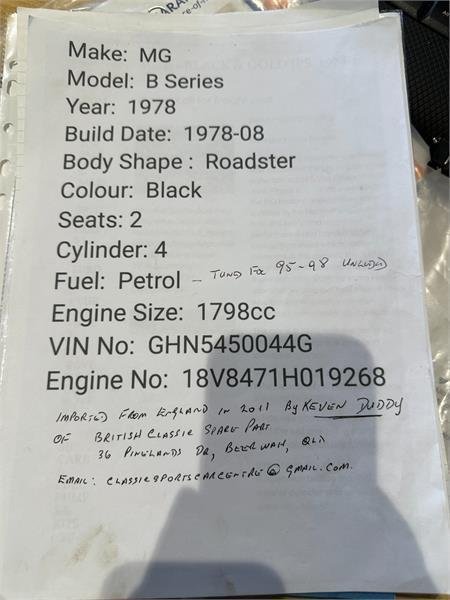 Make: MG
Model: B Series
Year: 1978
Build Date: 1978-08
Body Shape : Roadster
Colour: Black
Seats: 2
Cylinder: 4
Fuel: Petrol - TUNED FOR 95-98 UNLEADED
Engine Size: 1798cc
VIN No: GHN5450044G
Engine No: 18V8471H019268
IMPORTED FROM ENGLAND IN 2011 By KEVEN DUDDY
OF BRITISH CLASSIC SPARE PART
36 PINELANDS DR, BEERWAH, QLD
EMAIL: CLASSICSPORTSCARCENTRE@GMAIL.COM.